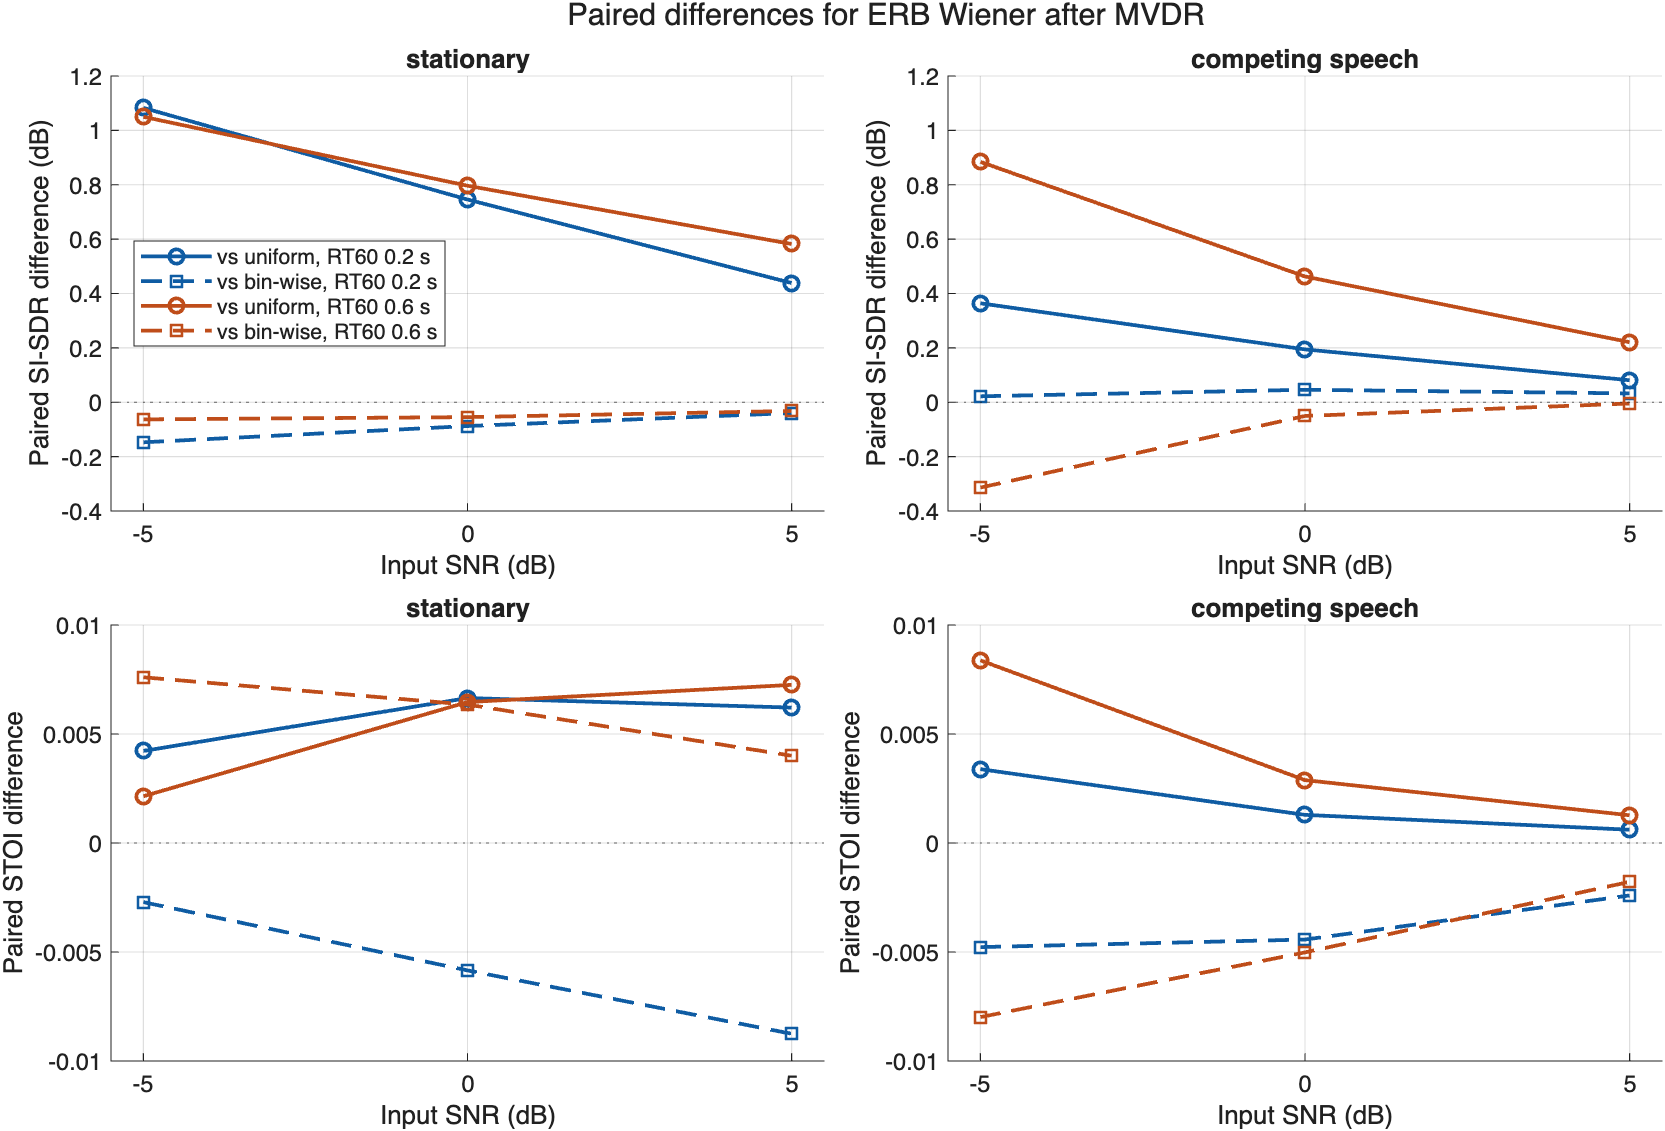 Paired differences for ERB Wiener after MVDR
stationary
Paired SI-SDR difference (dB)
1.2
1
0.8
0.6
0.4
0.2
0
-0.2
-0.4
vs uniform, RT60 0.2 s
vs bin-wise, RT60 0.2 s
vs uniform, RT60 0.6 s
vs bin-wise, RT60 0.6 s
-5 0 5
Input SNR (dB)
competing speech
Paired SI-SDR difference (dB)
1.2
1
0.8
0.6
0.4
0.2
0
-0.2
-0.4
-5 0 5
Input SNR (dB)
stationary
Paired STOI difference
0.01
0.005
0
-0.005
-0.01
-5 0 5
Input SNR (dB)
competing speech
Paired STOI difference
0.01
0.005
0
-0.005
-0.01
-5 0 5
Input SNR (dB)